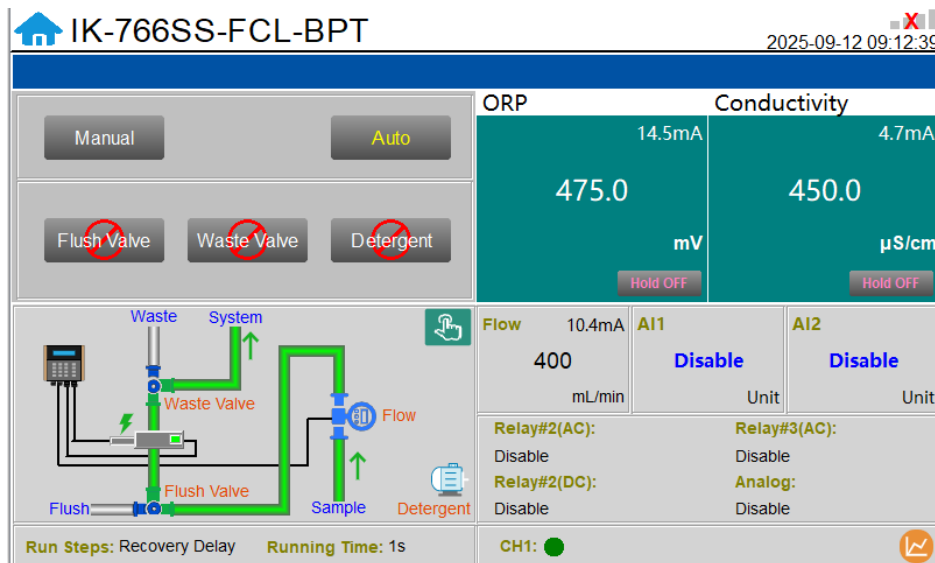 IK-766SS-FCL-BPT
X
2025-09-12 09:12:39
Manual
Auto
Flush Valve
Waste Valve
Detergent
ORP
14.5mA
475.0
mV
Hold OFF
Conductivity
4.7mA
450.0
µS/cm
Hold OFF
Waste
System
Waste Valve
Flow
Flush Valve
Flush
Sample
Detergent
Flow 10.4mA
400
mL/min
AI1
Disable
Unit
AI2
Disable
Unit
Relay#2(AC):
Disable
Relay#3(AC):
Disable
Relay#2(DC):
Disable
Analog:
Disable
Run Steps: Recovery Delay Running Time: 1s
CH1: